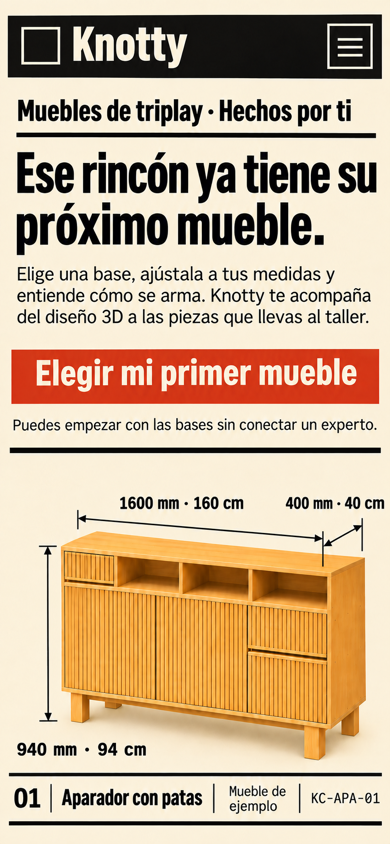 Knotty
Muebles de triplay · Hechos por ti
Ese rincón ya tiene su
próximo mueble.
Elige una base, ajústala a tus medidas y
entiende cómo se arma. Knotty te acompaña
del diseño 3D a las piezas que llevas al taller.
Elegir mi primer mueble
Puedes empezar con las bases sin conectar un experto.
1600 mm · 160 cm
400 mm · 40 cm
940 mm · 94 cm
01
Aparador con patas
Mueble de
ejemplo
KC-APA-01